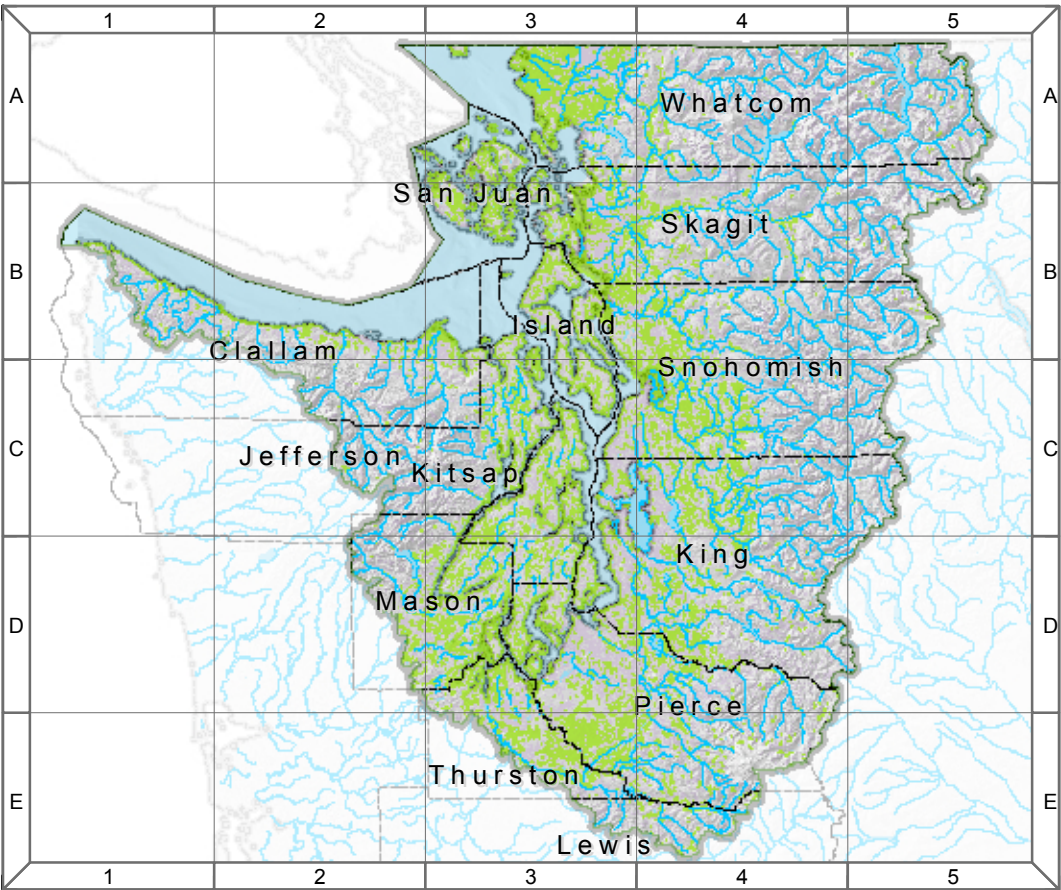 1 2 3 4 5
A A
Whatcom
San Juan
Skagit
B B
Island
Clallam
Snohomish
C C
Jefferson
Kitsap
King
Mason
D D
Pierce
Thurston
E E
Lewis
1 2 3 4 5